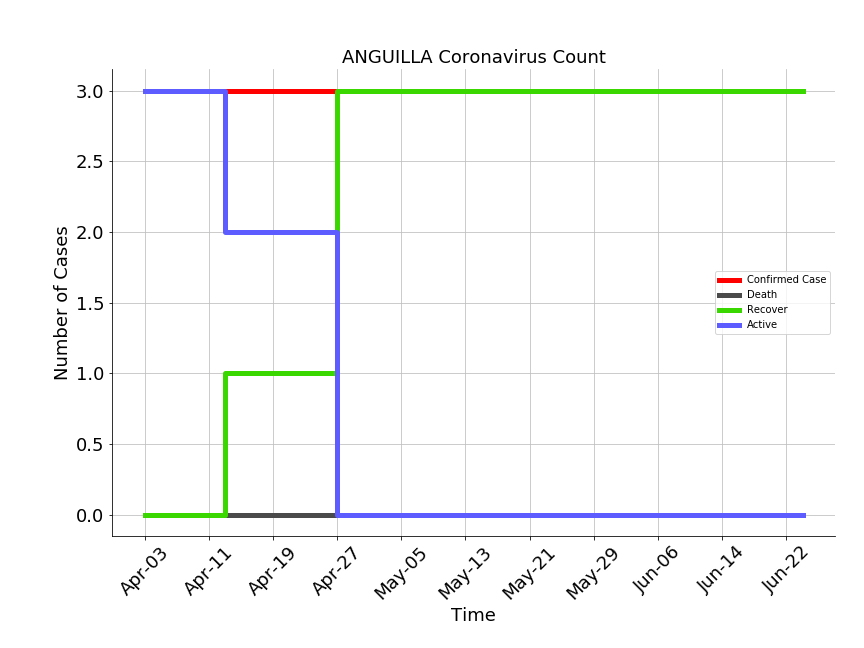 ANGUILLA Coronavirus Count
3.0
2.5
2.0
1.5
1.0
0.5
0.0
Number of Cases
Confirmed Case
Death
Recover
Active
Apr-03
Apr-11
Apr-19
Apr-27
May-05
May-13
May-21
May-29
Jun-06
Jun-14
Jun-22
Time